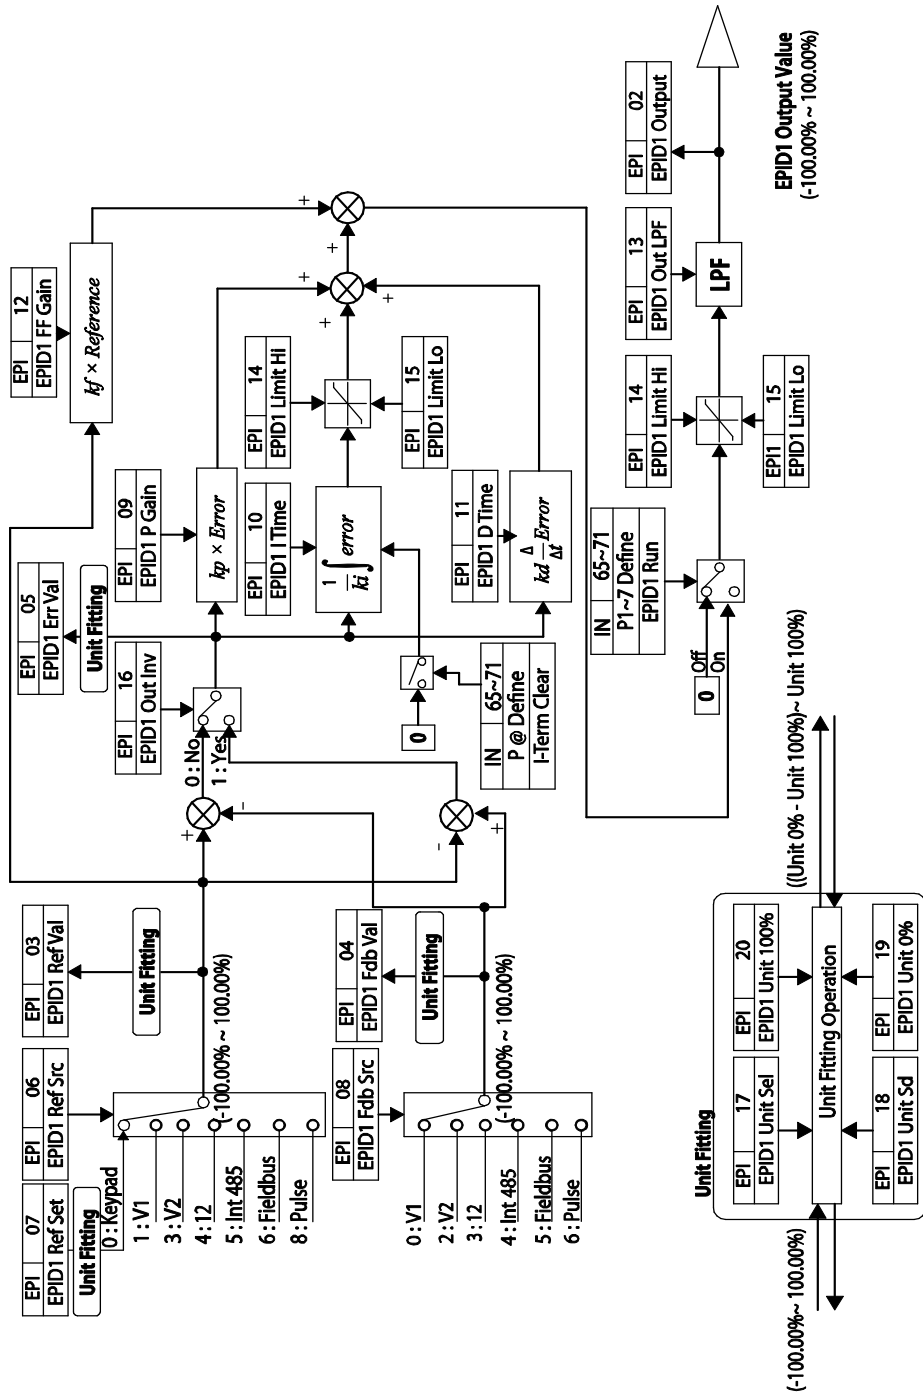 EPI 07
EPID1 Ref Set
Unit Fitting
EPI 06
EPID1 Ref Src
EPI 03
EPID1 Ref Val
Unit Fitting
0 : Keypad
1 : V1
3 : V2
4 : 12
5 : Int 485
6 : Fieldbus
8 : Pulse
(-100.00% ~ 100.00%)
EPI 08
EPID1 Fdb Src
EPI 04
EPID1 Fdb Val
Unit Fitting
0 : V1
2 : V2
3 : 12
4 : Int 485
5 : Fieldbus
6 : Pulse
(-100.00% ~ 100.00%)
+
-
-
+
0 : No
1 : Yes
EPI 16
EPID1 Out Inv
EPI 05
EPID1 Err Val
Unit Fitting
EPI 09
EPID1 P Gain
kp × Error
EPI 12
EPID1 FF Gain
kf × Reference
EPI 10
EPID1 I Time
1/ki ∫ error
EPI 14
EPID1 Limit Hi
EPI 15
EPID1 Limit Lo
0
IN 65~71
P @ Define
I-Term Clear
EPI 11
EPID1 D Time
kd Δ/Δt Error
+
+
+
+
+
0
Off
On
IN 65~71
P1~7 Define
EPID1 Run
EPI 14
EPID1 Limit Hi
EPI1 15
EPID1 Limit Lo
EPI 13
EPID1 Out LPF
LPF
EPI 02
EPID1 Output
EPID1 Output Value
(-100.00% ~ 100.00%)
Unit Fitting
EPI 17
EPID1 Unit Sel
EPI 20
EPID1 Unit 100%
(-100.00%~ 100.00%)
Unit Fitting Operation
((Unit 0% - Unit 100%)~ Unit 100%)
EPI 18
EPID1 Unit Sd
EPI 19
EPID1 Unit 0%